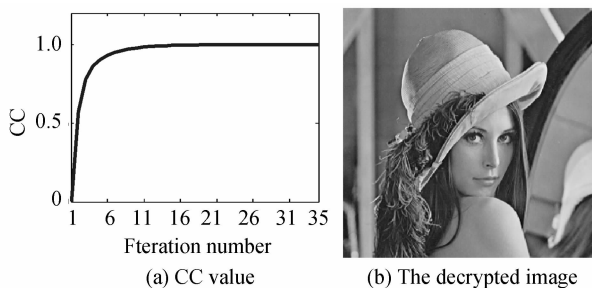 1.0
0.5
0
CC
1 6 11 16 21 26 31 35
Fteration number
(a) CC value
(b) The decrypted image